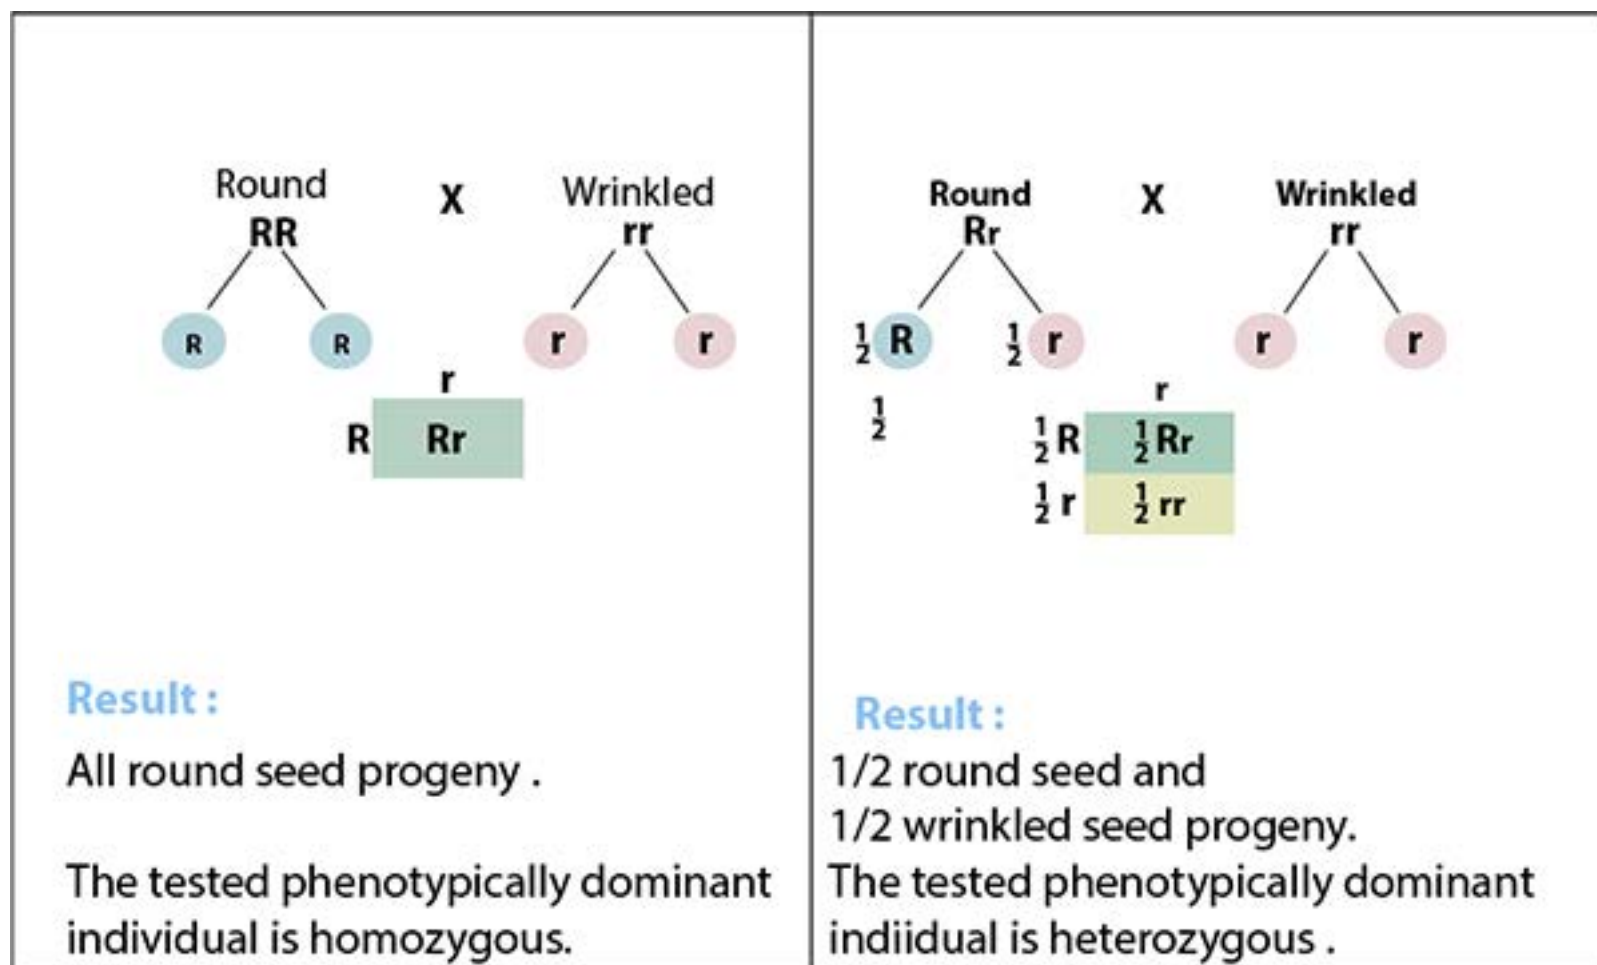 Round X Wrinkled
RR rr
R R r r
r
R Rr
Result :
All round seed progeny .
The tested phenotypically dominant
individual is homozygous.
Round X Wrinkled
Rr rr
1/2 R 1/2 r r r
r
1/2
1/2 R 1/2 Rr
1/2 r 1/2 rr
Result :
1/2 round seed and
1/2 wrinkled seed progeny.
The tested phenotypically dominant
indiidual is heterozygous .